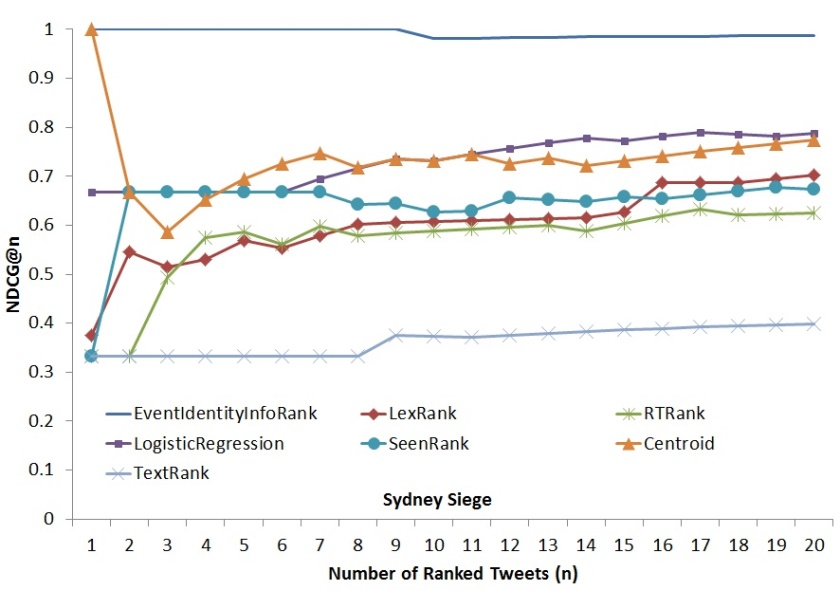 1
0.9
0.8
0.7
0.6
0.5
0.4
0.3
0.2
0.1
0
NDCG@n
EventIdentityInfoRank LexRank RTRank
LogisticRegression SeenRank Centroid
TextRank
Sydney Siege
1 2 3 4 5 6 7 8 9 10 11 12 13 14 15 16 17 18 19 20
Number of Ranked Tweets (n)